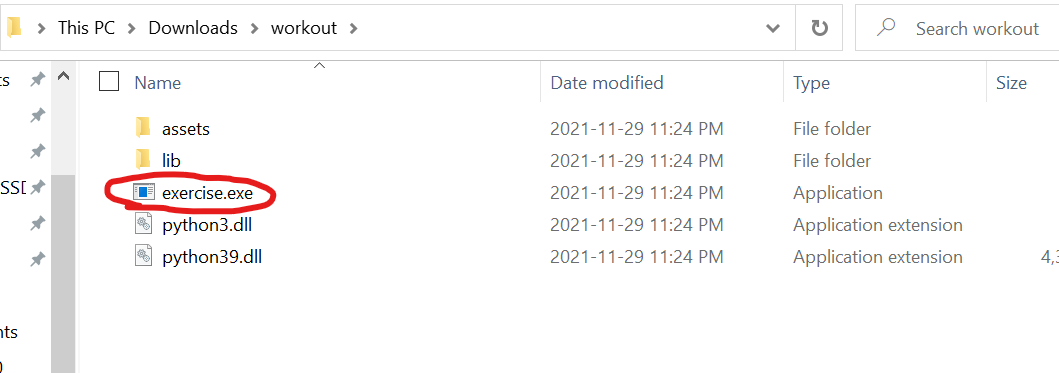 This PC > Downloads > workout > Search workout
Name Date modified Type Size
ts assets 2021-11-29 11:24 PM File folder
lib 2021-11-29 11:24 PM File folder
SSD exercise.exe 2021-11-29 11:24 PM Application
python3.dll 2021-11-29 11:24 PM Application extension
python39.dll 2021-11-29 11:24 PM Application extension 4,3
nts